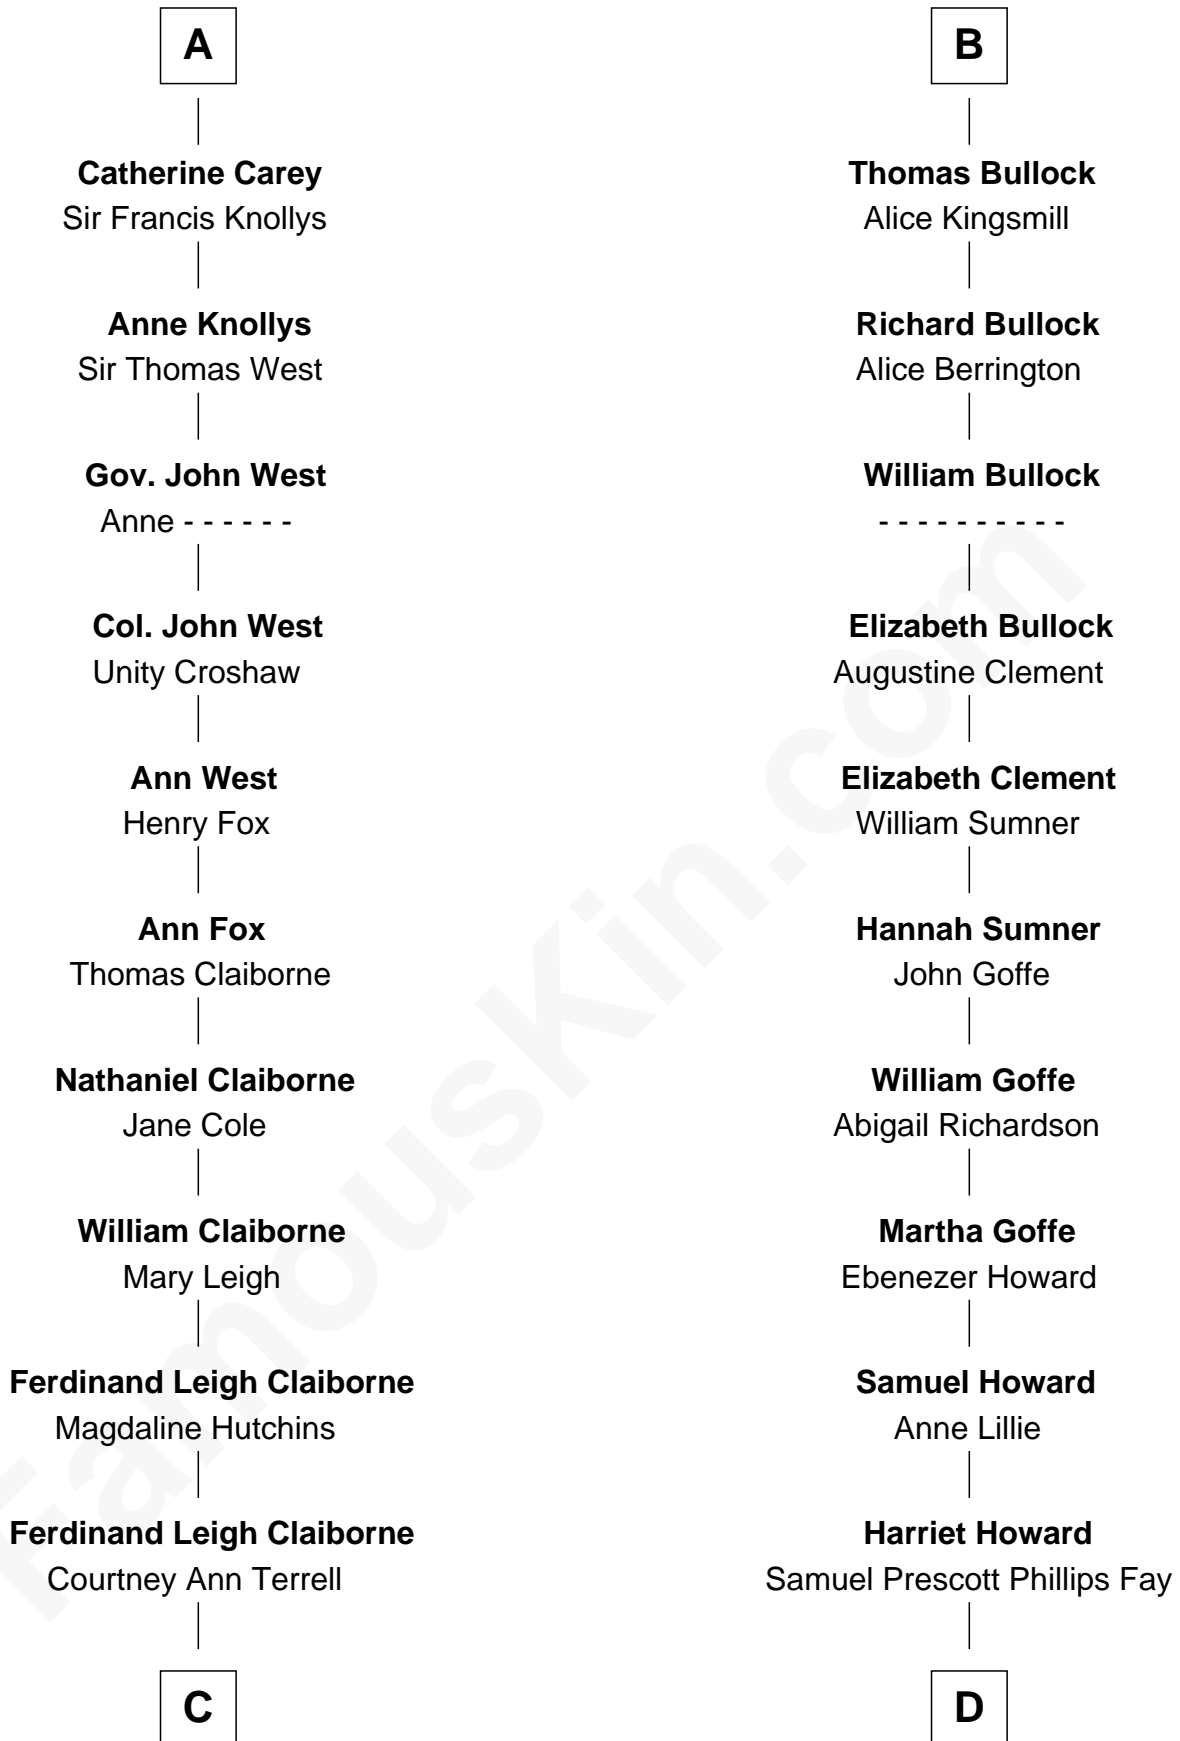 A
Catherine Carey
Sir Francis Knollys
Anne Knollys
Sir Thomas West
Gov. John West
Anne - - - - - -
Col. John West
Unity Croshaw
Ann West
Henry Fox
Ann Fox
Thomas Claiborne
Nathaniel Claiborne
Jane Cole
William Claiborne
Mary Leigh
Ferdinand Leigh Claiborne
Magdaline Hutchins
Ferdinand Leigh Claiborne
Courtney Ann Terrell
C
B
Thomas Bullock
Alice Kingsmill
Richard Bullock
Alice Berrington
William Bullock
- - - - - - - - - -
Elizabeth Bullock
Augustine Clement
Elizabeth Clement
William Sumner
Hannah Sumner
John Goffe
William Goffe
Abigail Richardson
Martha Goffe
Ebenezer Howard
Samuel Howard
Anne Lillie
Harriet Howard
Samuel Prescott Phillips Fay
D
FamousKin.com